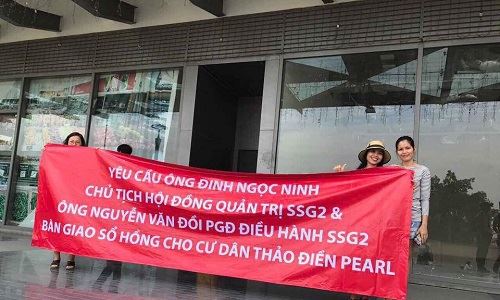 YÊU CẦU ÔNG ĐINH NGỌC NINH
CHỦ TỊCH HỘI ĐỒNG QUẢN TRỊ SSG2 &
ÔNG NGUYỄN VĂN ĐỔI PGĐ ĐIỀU HÀNH SSG2
BÀN GIAO SỔ HỒNG CHO CƯ DÂN THẢO ĐIỀN PEARL